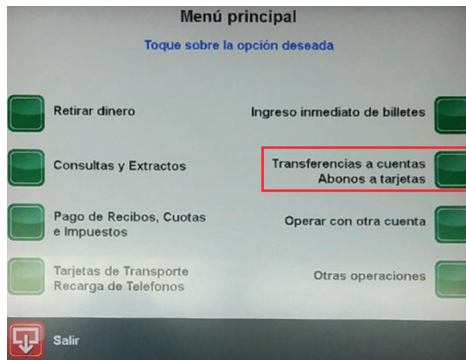 Menú principal
Toque sobre la opción deseada
Retirar dinero
Ingreso inmediato de billetes
Consultas y Extractos
Transferencias a cuentas
Abonos a tarjetas
Pago de Recibos, Cuotas
e Impuestos
Operar con otra cuenta
Tarjetas de Transporte
Recarga de Telefonos
Otras operaciones
Salir